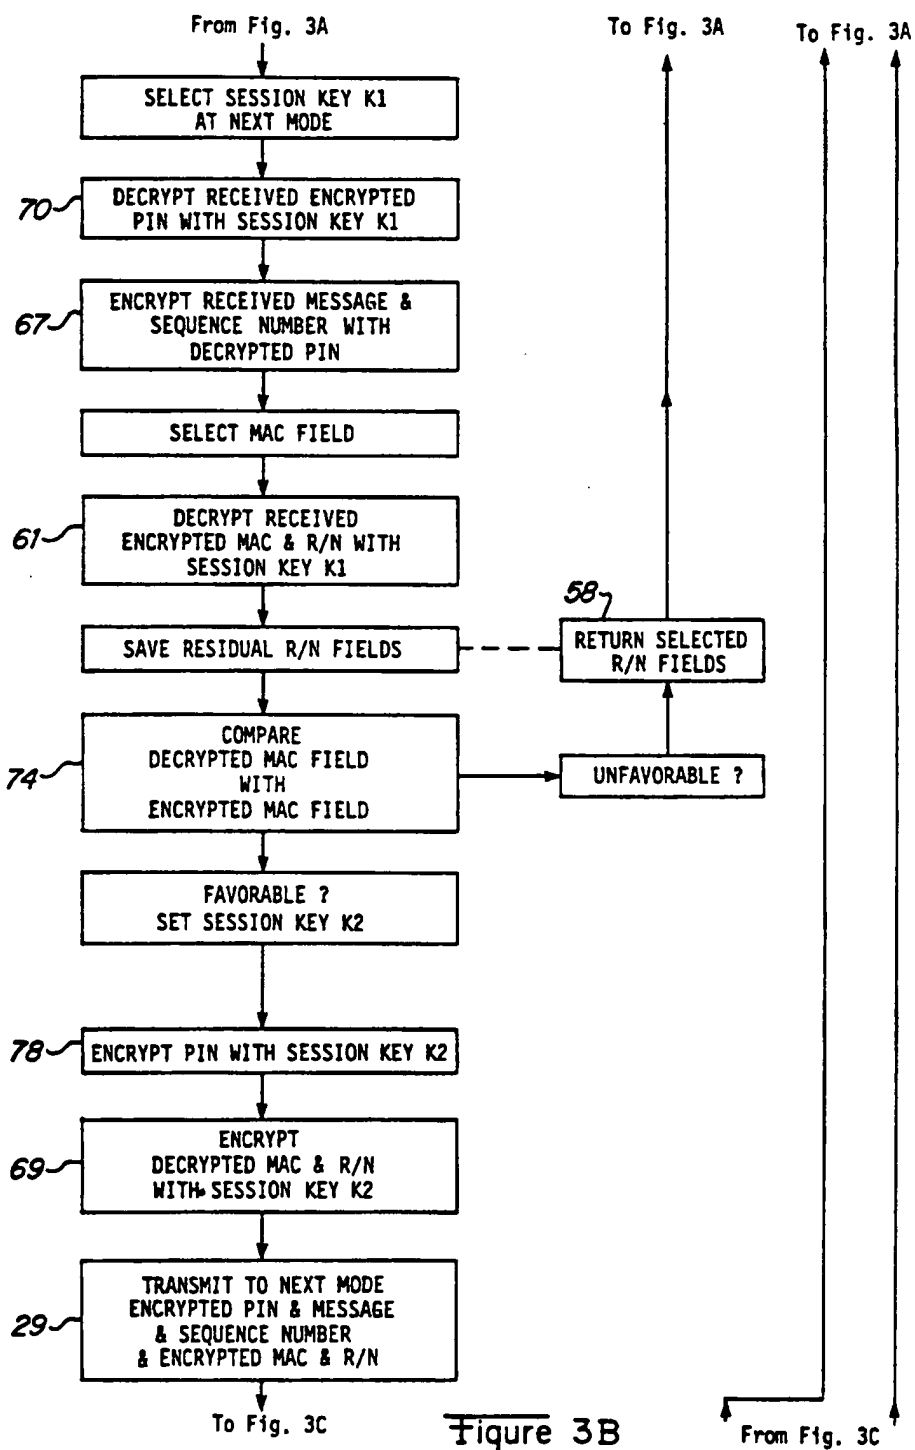 From Fig. 3A
To Fig. 3A
To Fig. 3A
SELECT SESSION KEY K1
AT NEXT MODE
70
DECRYPT RECEIVED ENCRYPTED
PIN WITH SESSION KEY K1
67
ENCRYPT RECEIVED MESSAGE &
SEQUENCE NUMBER WITH
DECRYPTED PIN
SELECT MAC FIELD
61
DECRYPT RECEIVED
ENCRYPTED MAC & R/N WITH
SESSION KEY K1
SAVE RESIDUAL R/N FIELDS
58
RETURN SELECTED
R/N FIELDS
74
COMPARE
DECRYPTED MAC FIELD
WITH
ENCRYPTED MAC FIELD
UNFAVORABLE ?
FAVORABLE ?
SET SESSION KEY K2
78
ENCRYPT PIN WITH SESSION KEY K2
69
ENCRYPT
DECRYPTED MAC & R/N
WITH SESSION KEY K2
29
TRANSMIT TO NEXT MODE
ENCRYPTED PIN & MESSAGE
& SEQUENCE NUMBER
& ENCRYPTED MAC & R/N
To Fig. 3C
Figure 3B
From Fig. 3C